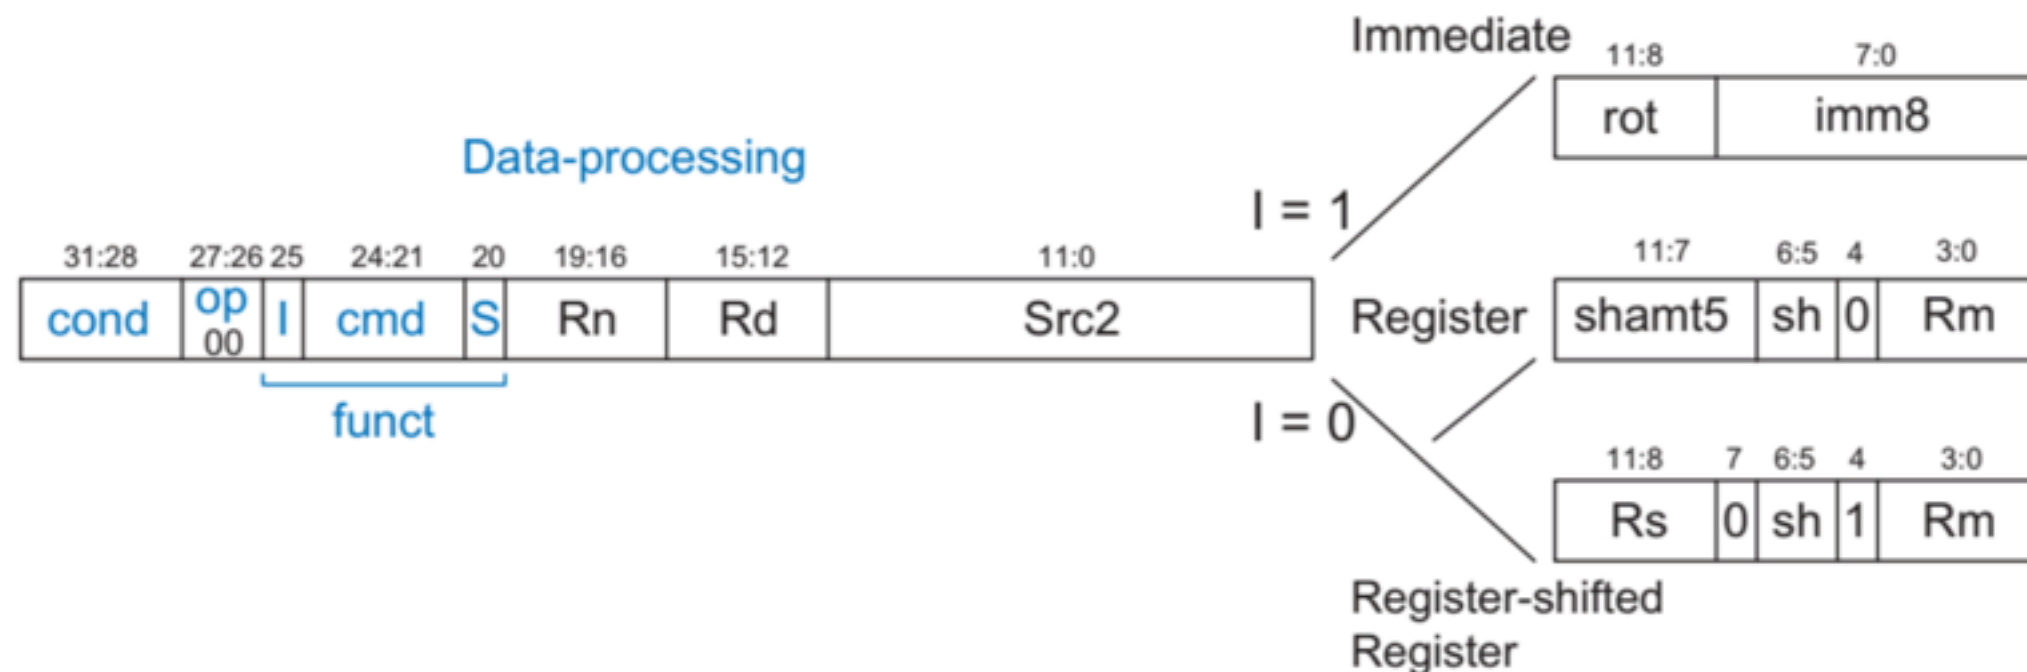 Immediate
11:8 7:0
rot imm8
Data-processing
I = 1
31:28 27:26 25 24:21 20 19:16 15:12 11:0
cond op 00 I cmd S Rn Rd Src2
funct
11:7 6:5 4 3:0
Register shamt5 sh 0 Rm
I = 0
11:8 7 6:5 4 3:0
Rs 0 sh 1 Rm
Register-shifted
Register